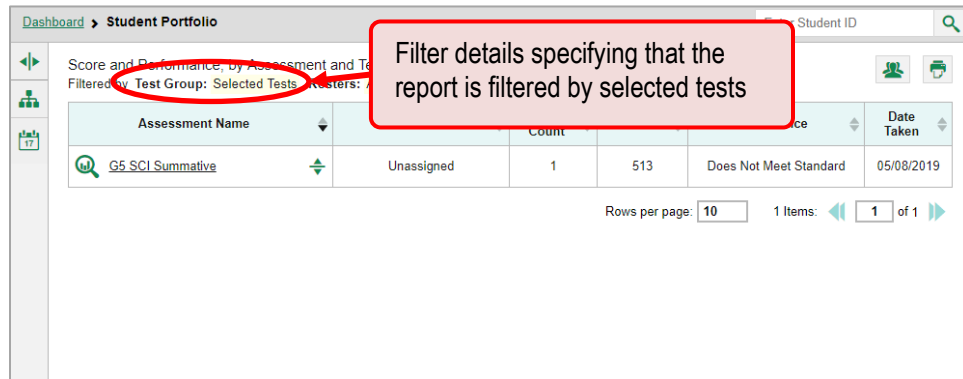 Dashboard > Student Portfolio
Student ID
Filter details specifying that the
report is filtered by selected tests
Score and Performance, by Assessment and
Filtered by Test Group: Selected Tests
Assessment Name
Count
Date
Taken
17
G5 SCI Summative Unassigned 1 513 Does Not Meet Standard 05/08/2019
Rows per page: 10 1 Items: 1 of 1